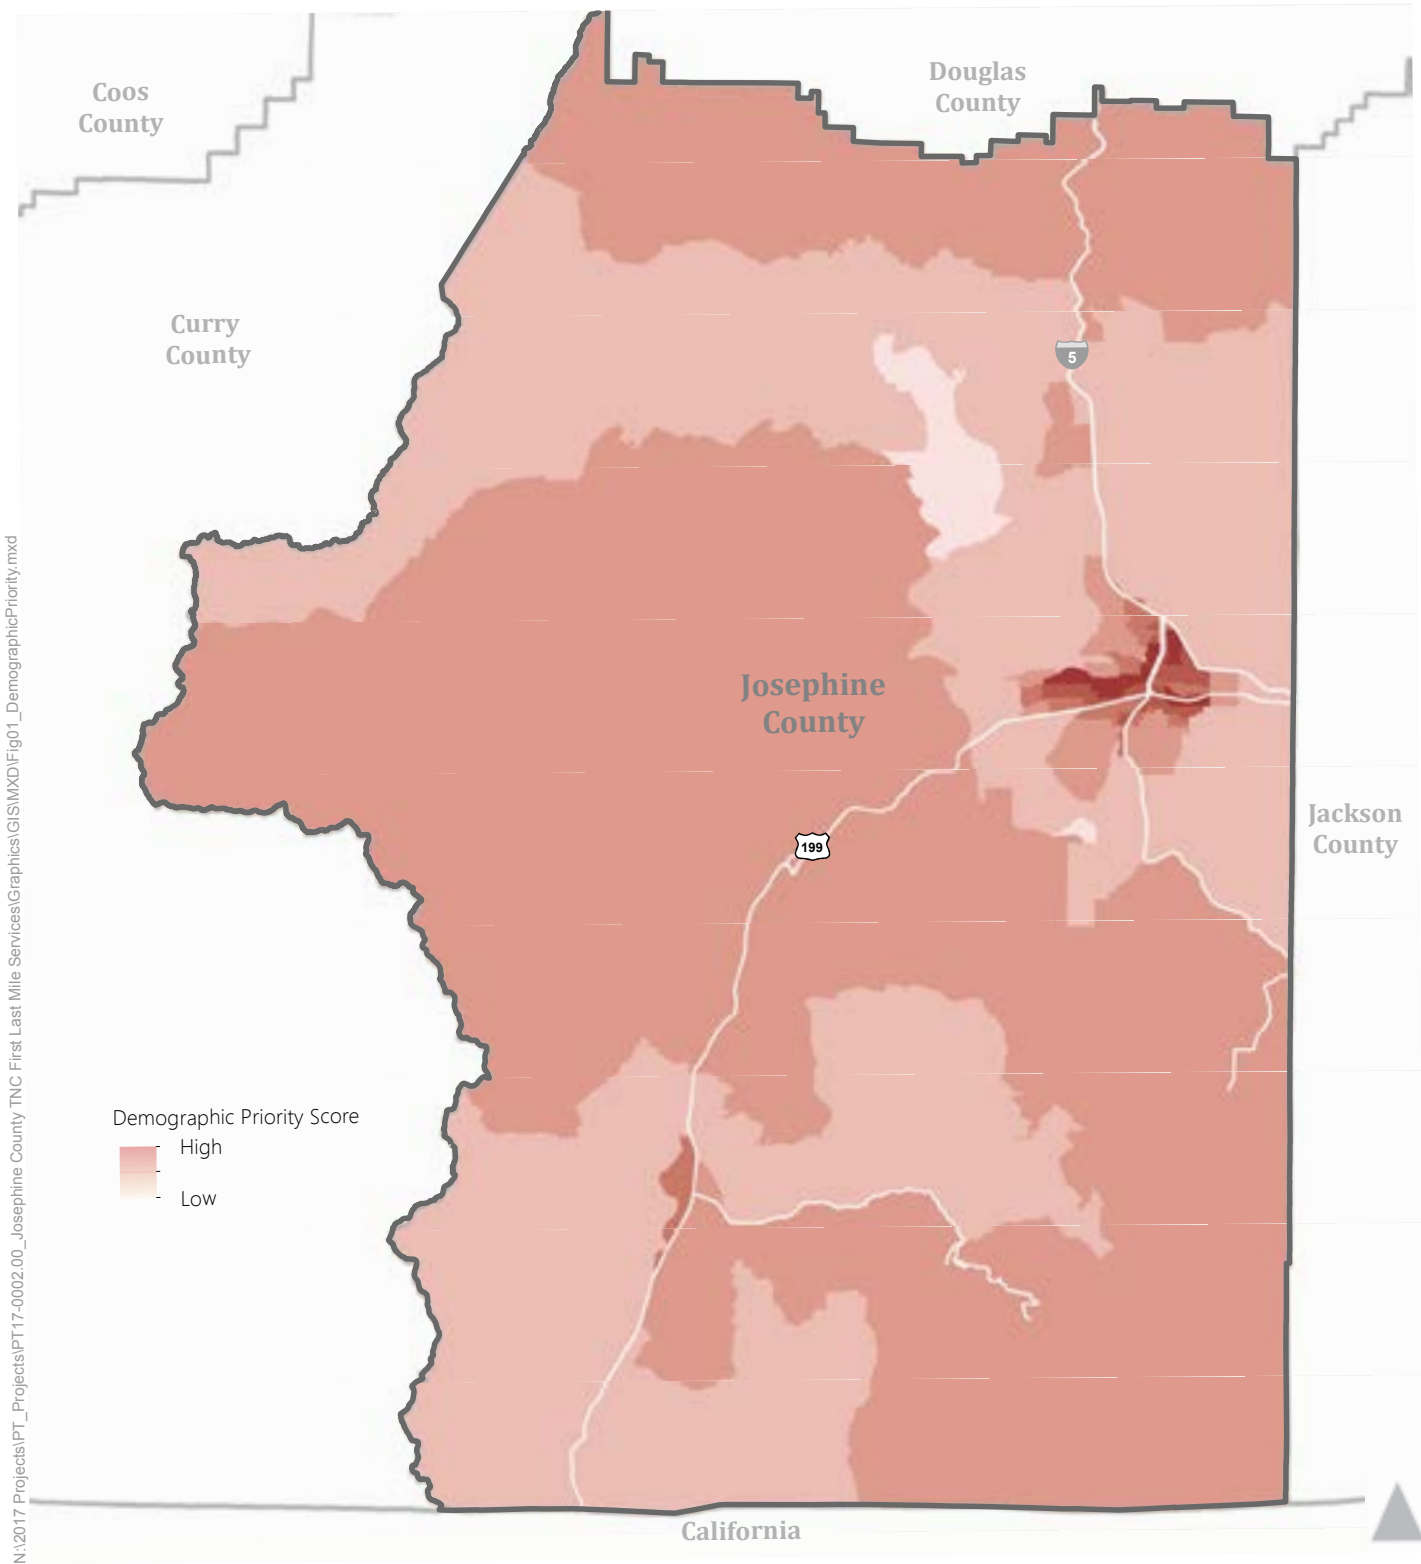 Coos
County
Douglas
County
Curry
County
5
Josephine
County
Jackson
County
199
Demographic Priority Score
High
Low
California
N:\2017 Projects\PT_Projects\PT17-0002.00_Josephine County TNC First Last Mile Services\Graphics\GIS\MXD\Fig01_DemographicPriority.mxd